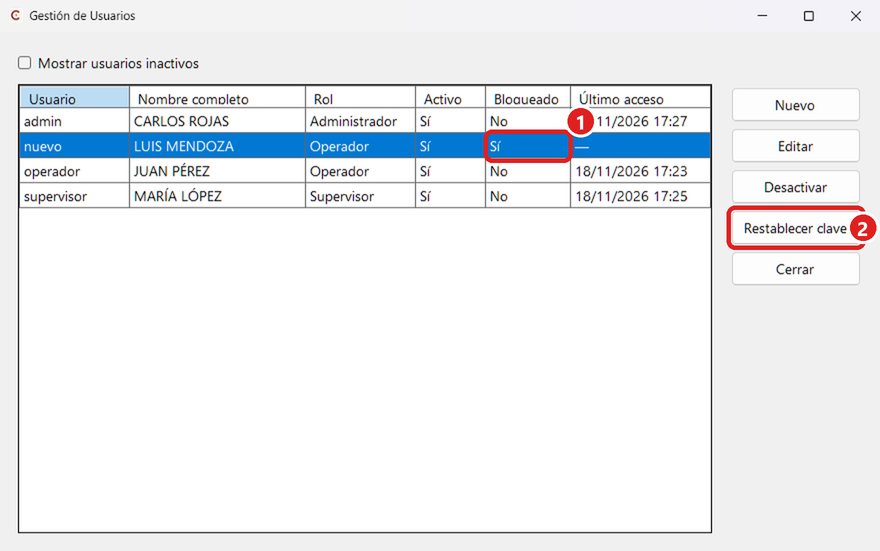 Gestión de Usuarios
Mostrar usuarios inactivos
Usuario Nombre completo Rol Activo Bloqueado Último acceso
admin CARLOS ROJAS Administrador Sí No 11/2026 17:27
nuevo LUIS MENDOZA Operador Sí Sí —
operador JUAN PÉREZ Operador Sí No 18/11/2026 17:23
supervisor MARÍA LÓPEZ Supervisor Sí No 18/11/2026 17:25
1
Nuevo
Editar
Desactivar
Restablecer clave 2
Cerrar